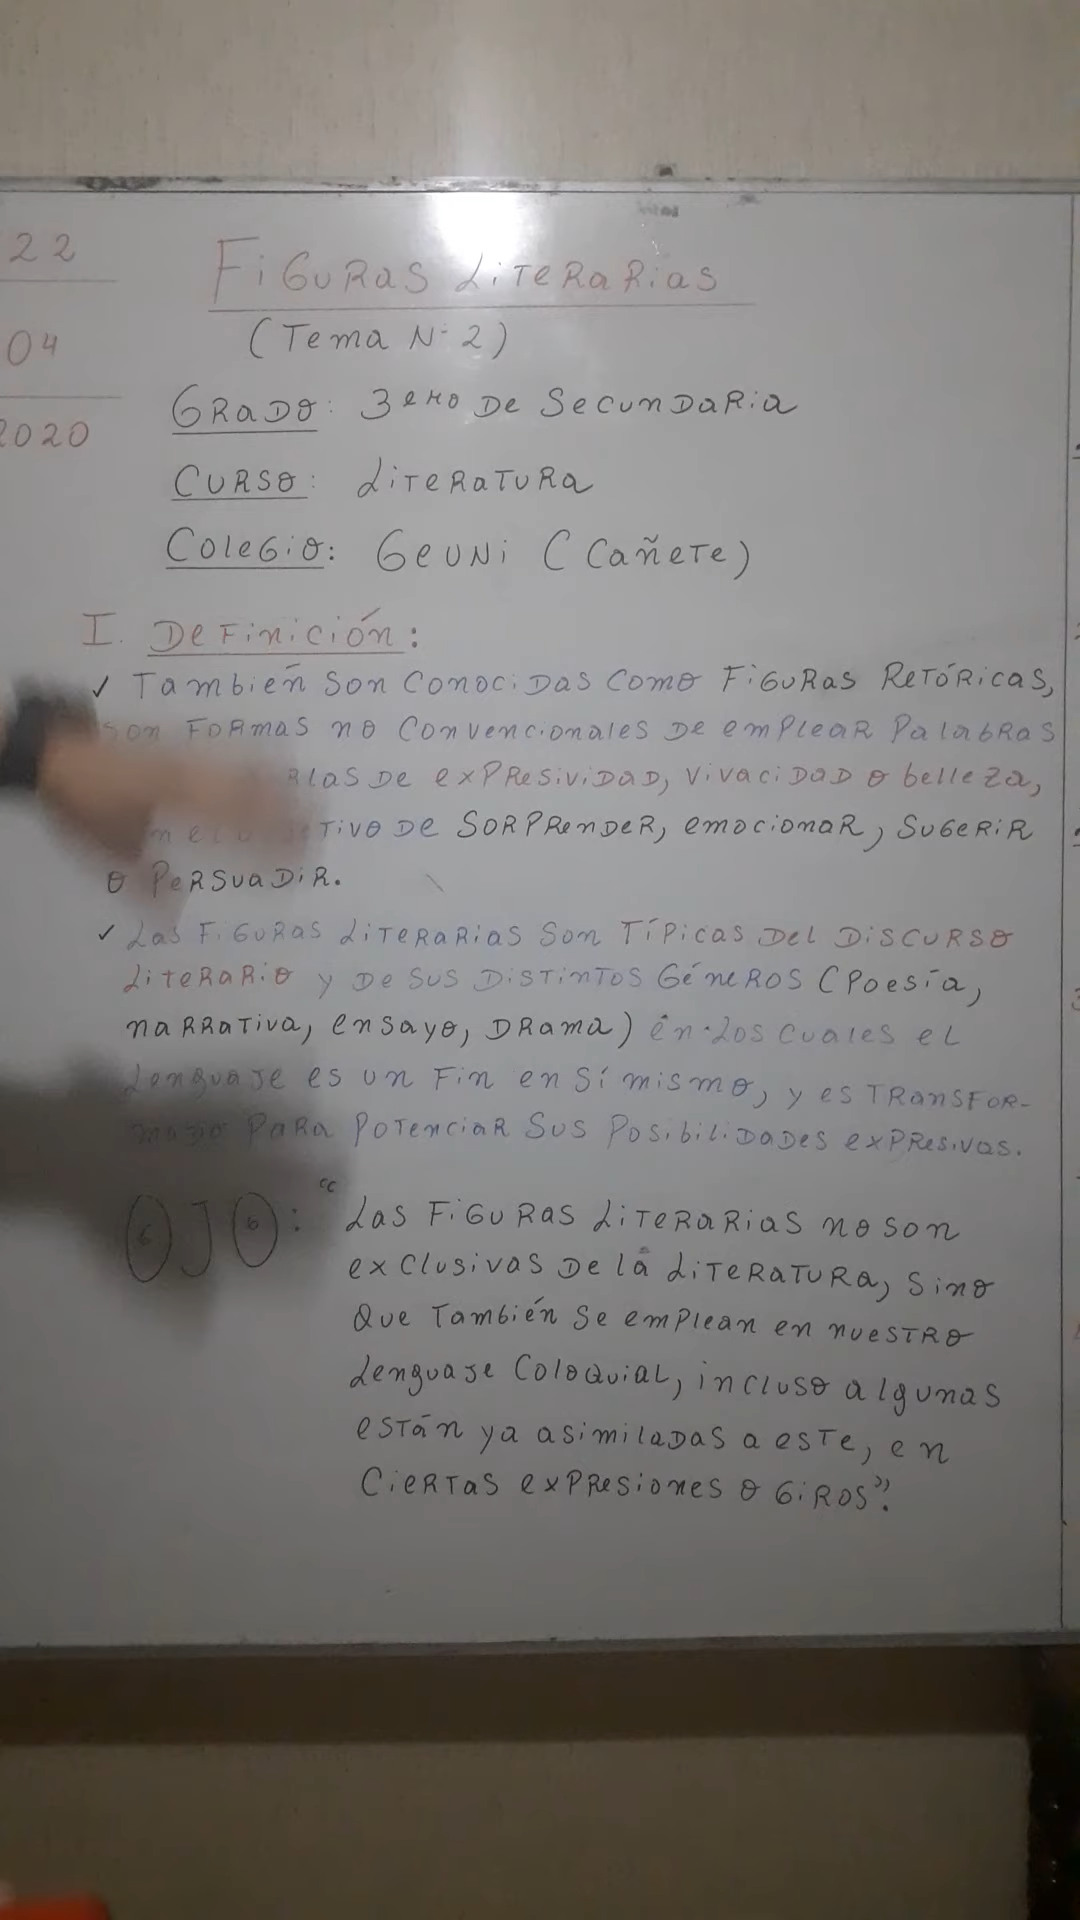 22
04
2020
FiGURas LiTeRaRias
(Tema N° 2)
GRaDO: 3eRO De SecunDaRia
CURSO: LiTeRaTURa
ColeGiO: GeUNi (Cañete)
I. DeFinición:
✓ También son conociDas como FiGURas ReTÓRicas,
son FORmas no convencionales De emplear PalabRas
De exPResiviDaD, vivaciDaD o belleza,
De SORPRenDeR, emocionaR, SuGeRiR
o PeRSuaDiR.
✓ Las FiGURas LiTeRaRias son Típicas Del DiscuRso
LiteRaRio y De sus DisTinTos GéneROS (Poesía,
naRRaTiva, ensayo, DRama) en los cuales el
Lenguaje es un Fin en Sí mismo, y es TRansFoR-
PaRa PoTenciaR Sus PosibiliDaDes exPResivas.
OJO: "Las FiGURas LiTeRaRias no son
exclusivas De la LiTeRaTURa, Sino
Que También Se emPlean en nuesTRo
Lenguaje ColoQuial, incluso algunas
esTán ya asimilaDas a esTe, en
CieRTas exPResiones o GiROS".